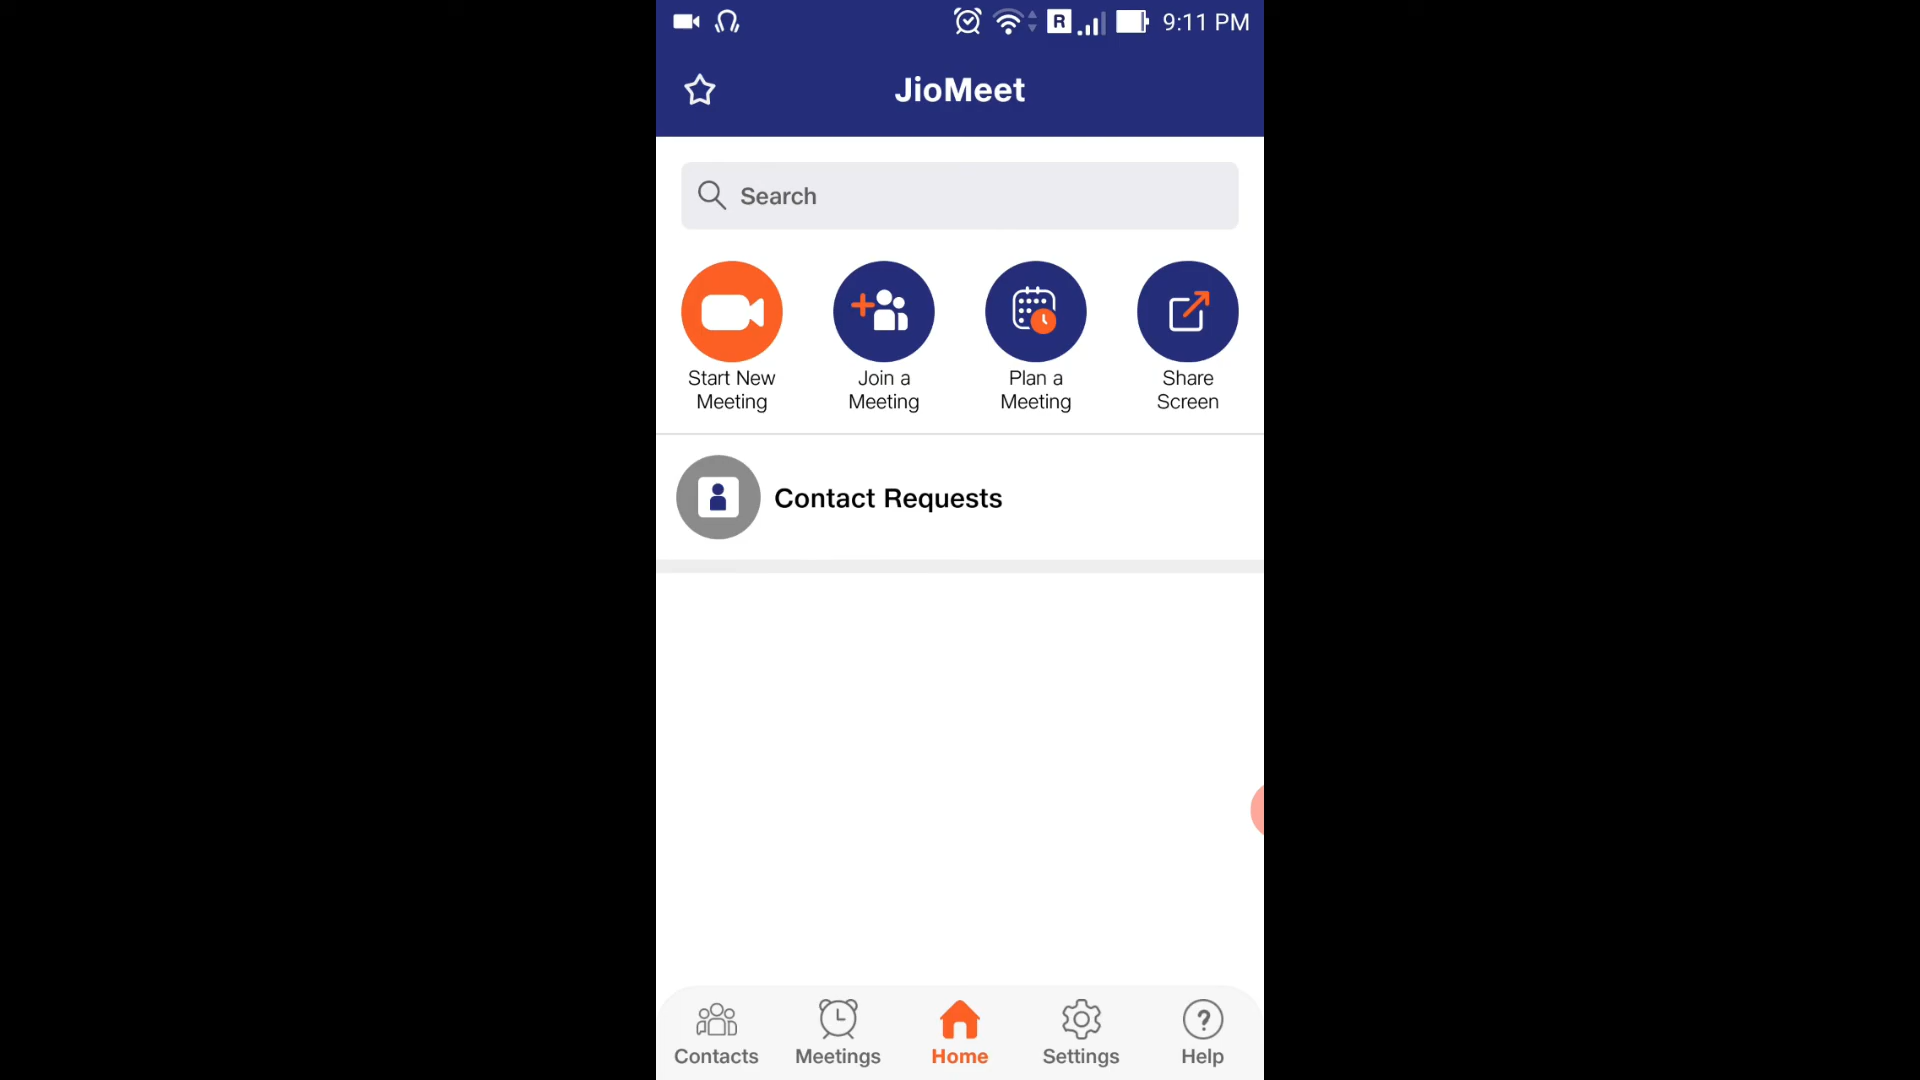 R 9:11 PM
JioMeet
Search
Start New
Meeting
Join a
Meeting
Plan a
Meeting
Share
Screen
Contact Requests
Contacts
Meetings
Home
Settings
? Help